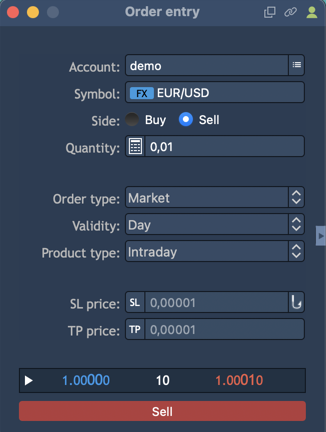 Order entry
Account: demo
Symbol: FX EUR/USD
Side: Buy Sell
Quantity: 0,01
Order type: Market
Validity: Day
Product type: Intraday
SL price: SL 0,00001
TP price: TP 0,00001
1.00000 10 1.00010
Sell